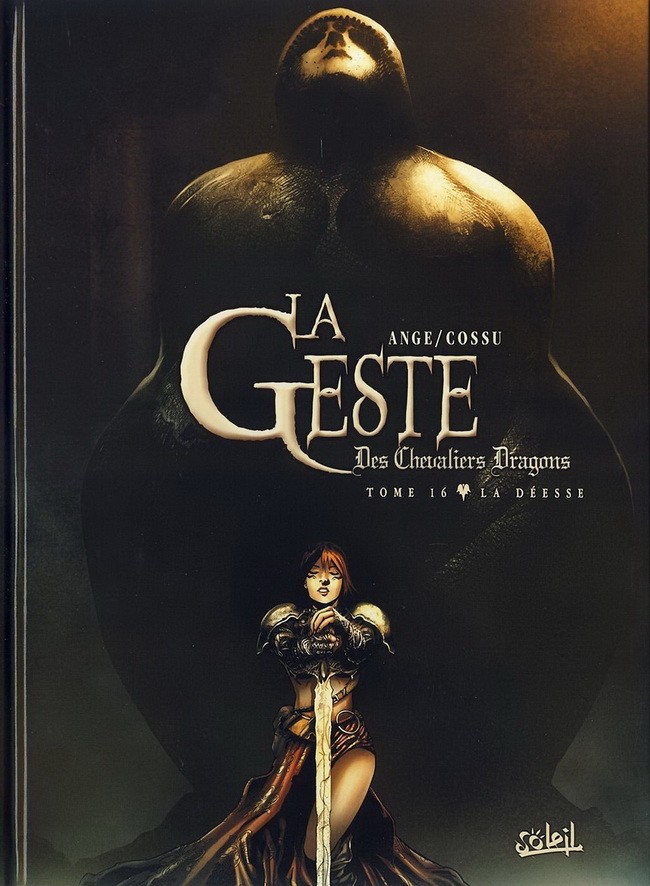 LA
ANGE/COSSU
GESTE
Des Chevaliers Dragons
TOME 16 LA DÉESSE
SOLEIL